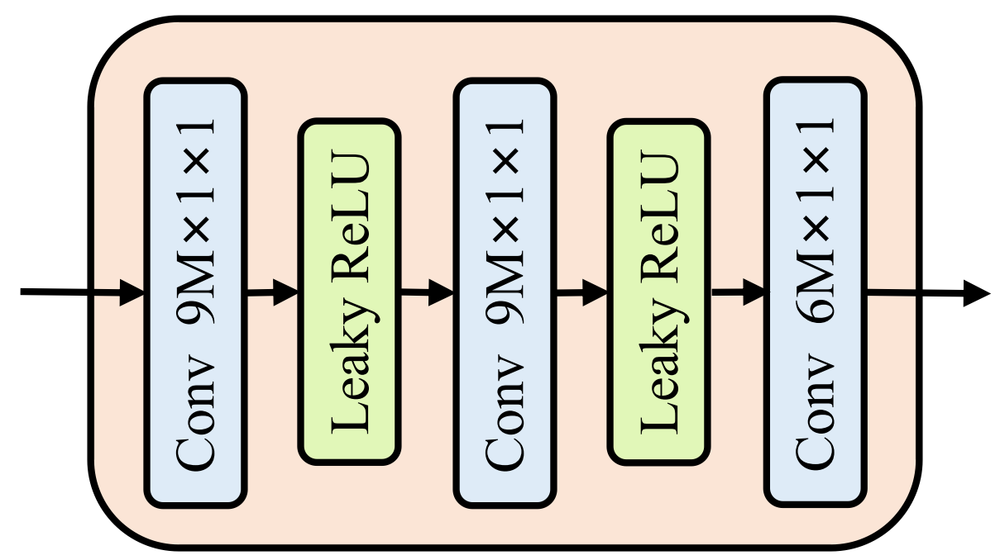 Conv 9M×1×1
Leaky ReLU
Conv 9M×1×1
Leaky ReLU
Conv 6M×1×1